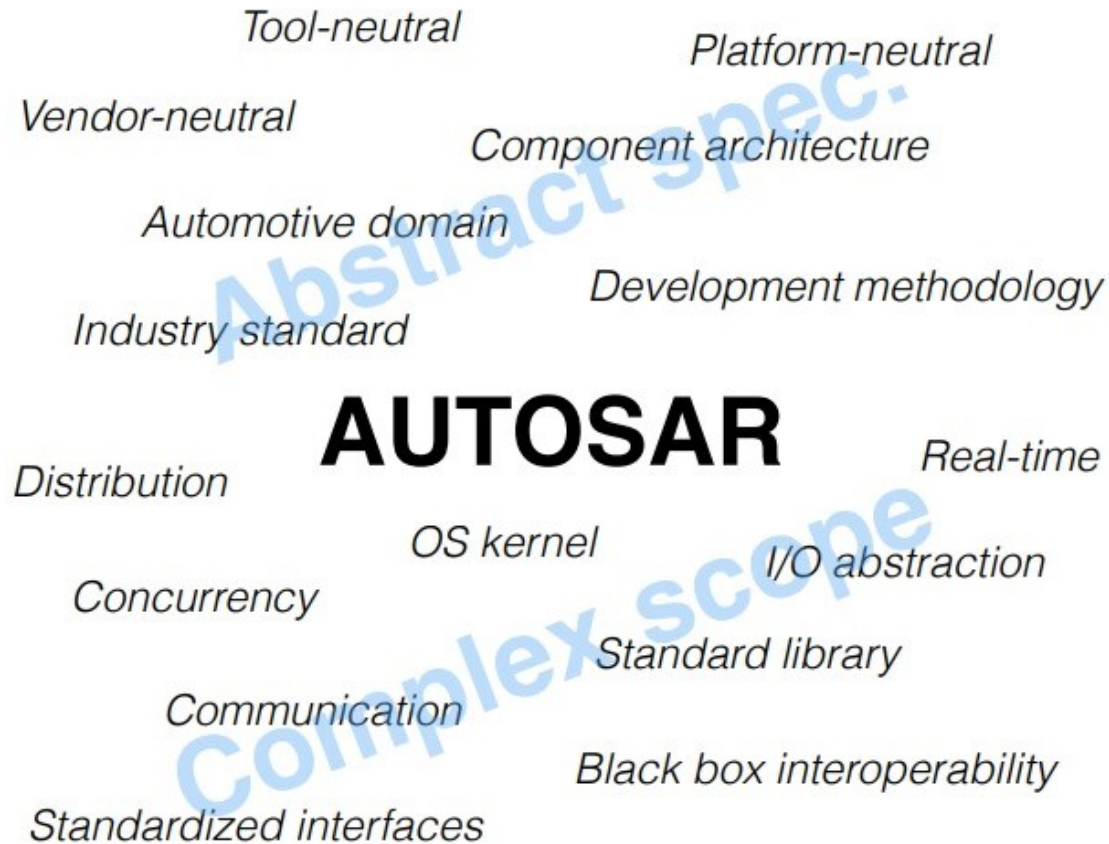 Tool-neutral
Platform-neutral
Vendor-neutral
Component architecture
Abstract spec.
Automotive domain
Development methodology
Industry standard
AUTOSAR
Real-time
Distribution
OS kernel
I/O abstraction
Concurrency
Complex scope
Standard library
Communication
Black box interoperability
Standardized interfaces